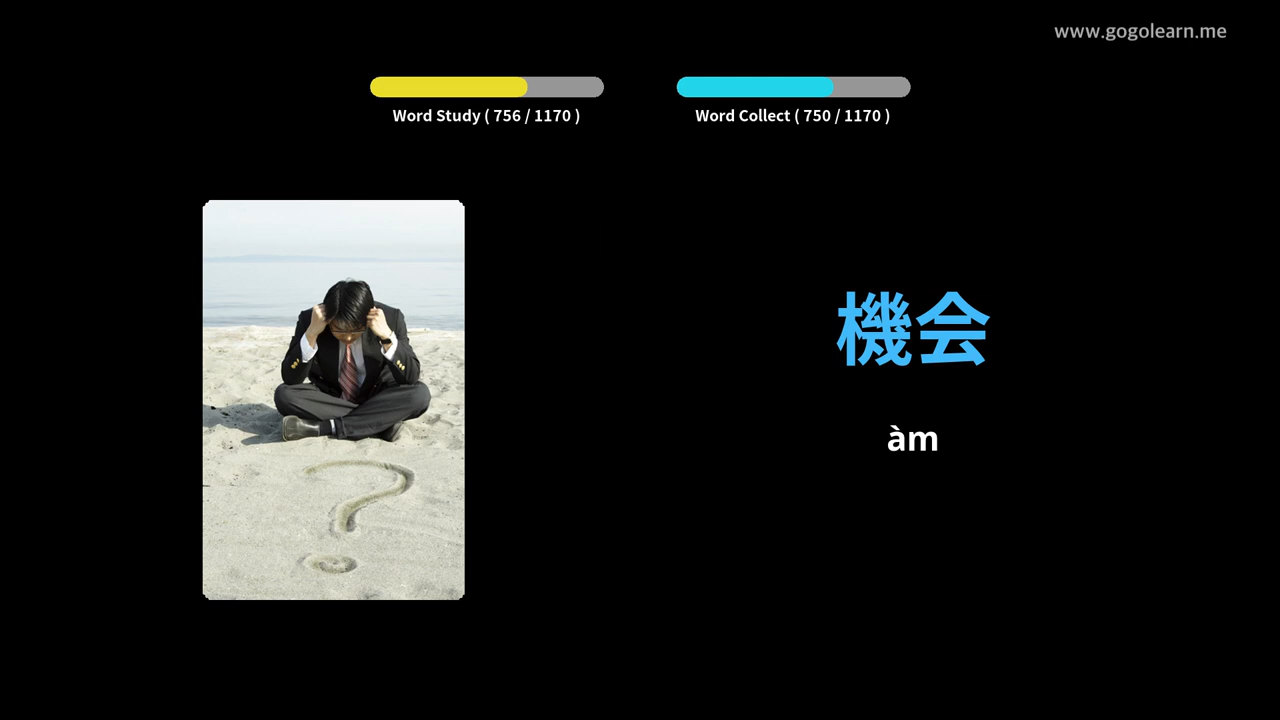 www.gogolearn.me
Word Study ( 756 / 1170 )
Word Collect ( 750 / 1170 )
機会
àm
?